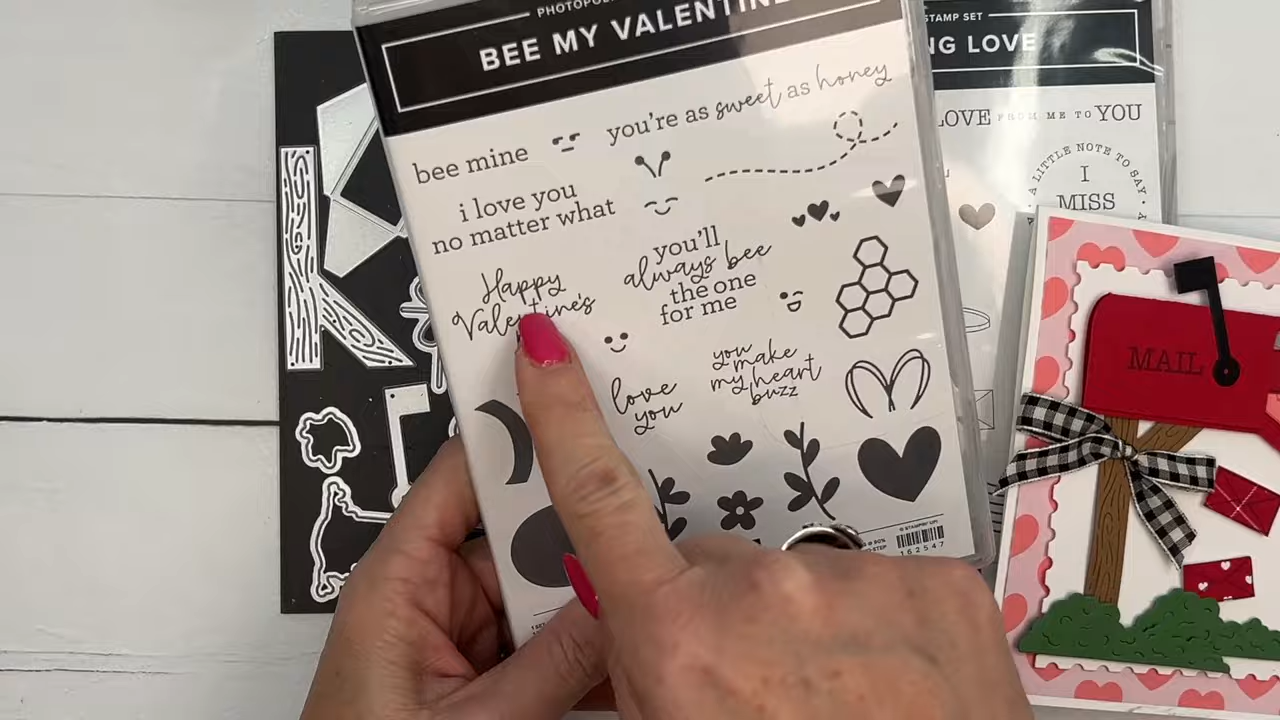 BEE MY VALENTINE
STAMP SET
NG LOVE
you're as sweet as honey
bee mine
i love you
no matter what
you'll
always bee
the one
for me
Happy
Valentine's
you make
my heart
buzz
love
you
© STAMPIN' UP!
162547
LOVE FROM ME TO YOU
A LITTLE NOTE TO SAY
I
MISS
MAIL